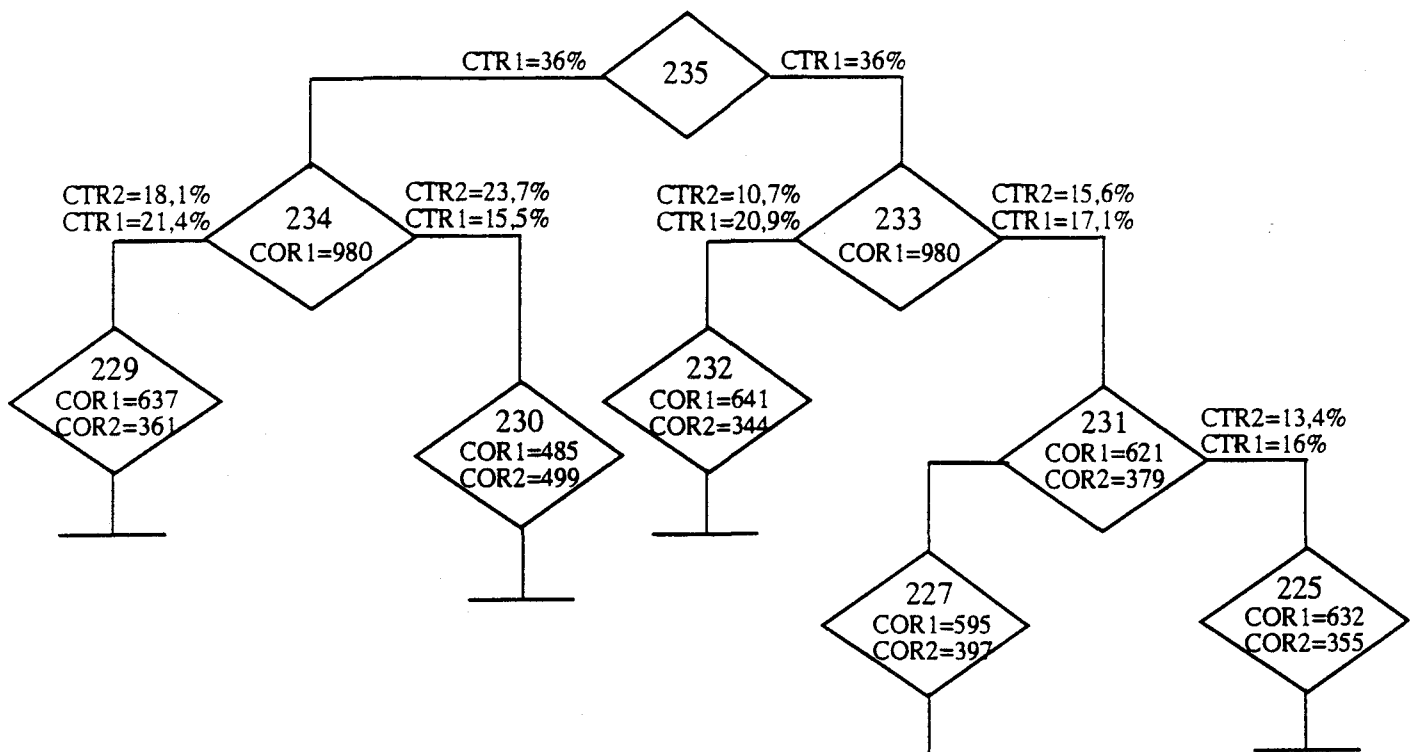 CTR1=36%
235
CTR1=36%
CTR2=18,1%
CTR1=21,4%
234
COR1=980
CTR2=23,7%
CTR1=15,5%
CTR2=10,7%
CTR1=20,9%
233
COR1=980
CTR2=15,6%
CTR1=17,1%
229
COR1=637
COR2=361
230
COR1=485
COR2=499
232
COR1=641
COR2=344
231
COR1=621
COR2=379
CTR2=13,4%
CTR1=16%
227
COR1=595
COR2=397
225
COR1=632
COR2=355